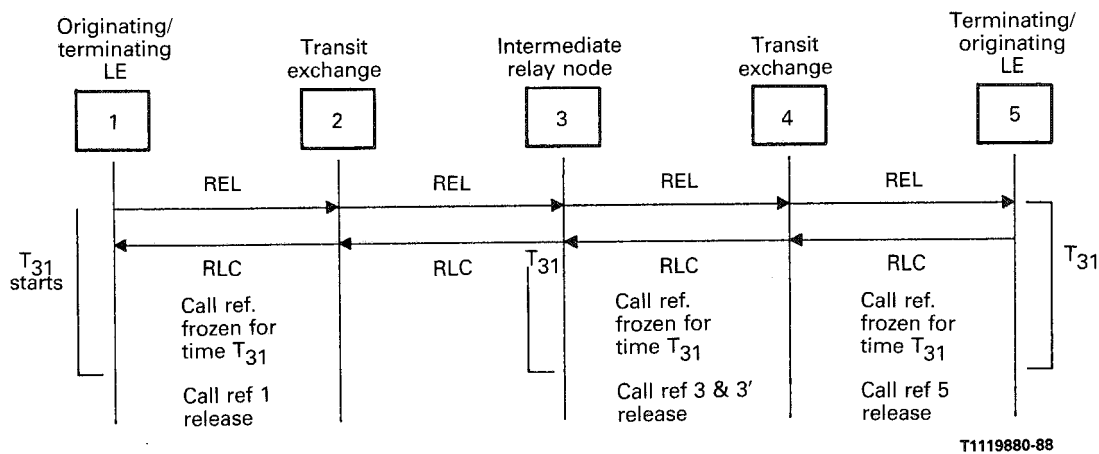 Originating/
terminating
LE
Transit
exchange
Intermediate
relay node
Transit
exchange
Terminating/
originating
LE
1
2
3
4
5
REL
REL
REL
REL
T31
starts
RLC
RLC
T31
RLC
RLC
T31
Call ref.
frozen for
time T31
Call ref.
frozen for
time T31
Call ref.
frozen for
time T31
Call ref 1
release
Call ref 3 & 3'
release
Call ref 5
release
T1119880-88